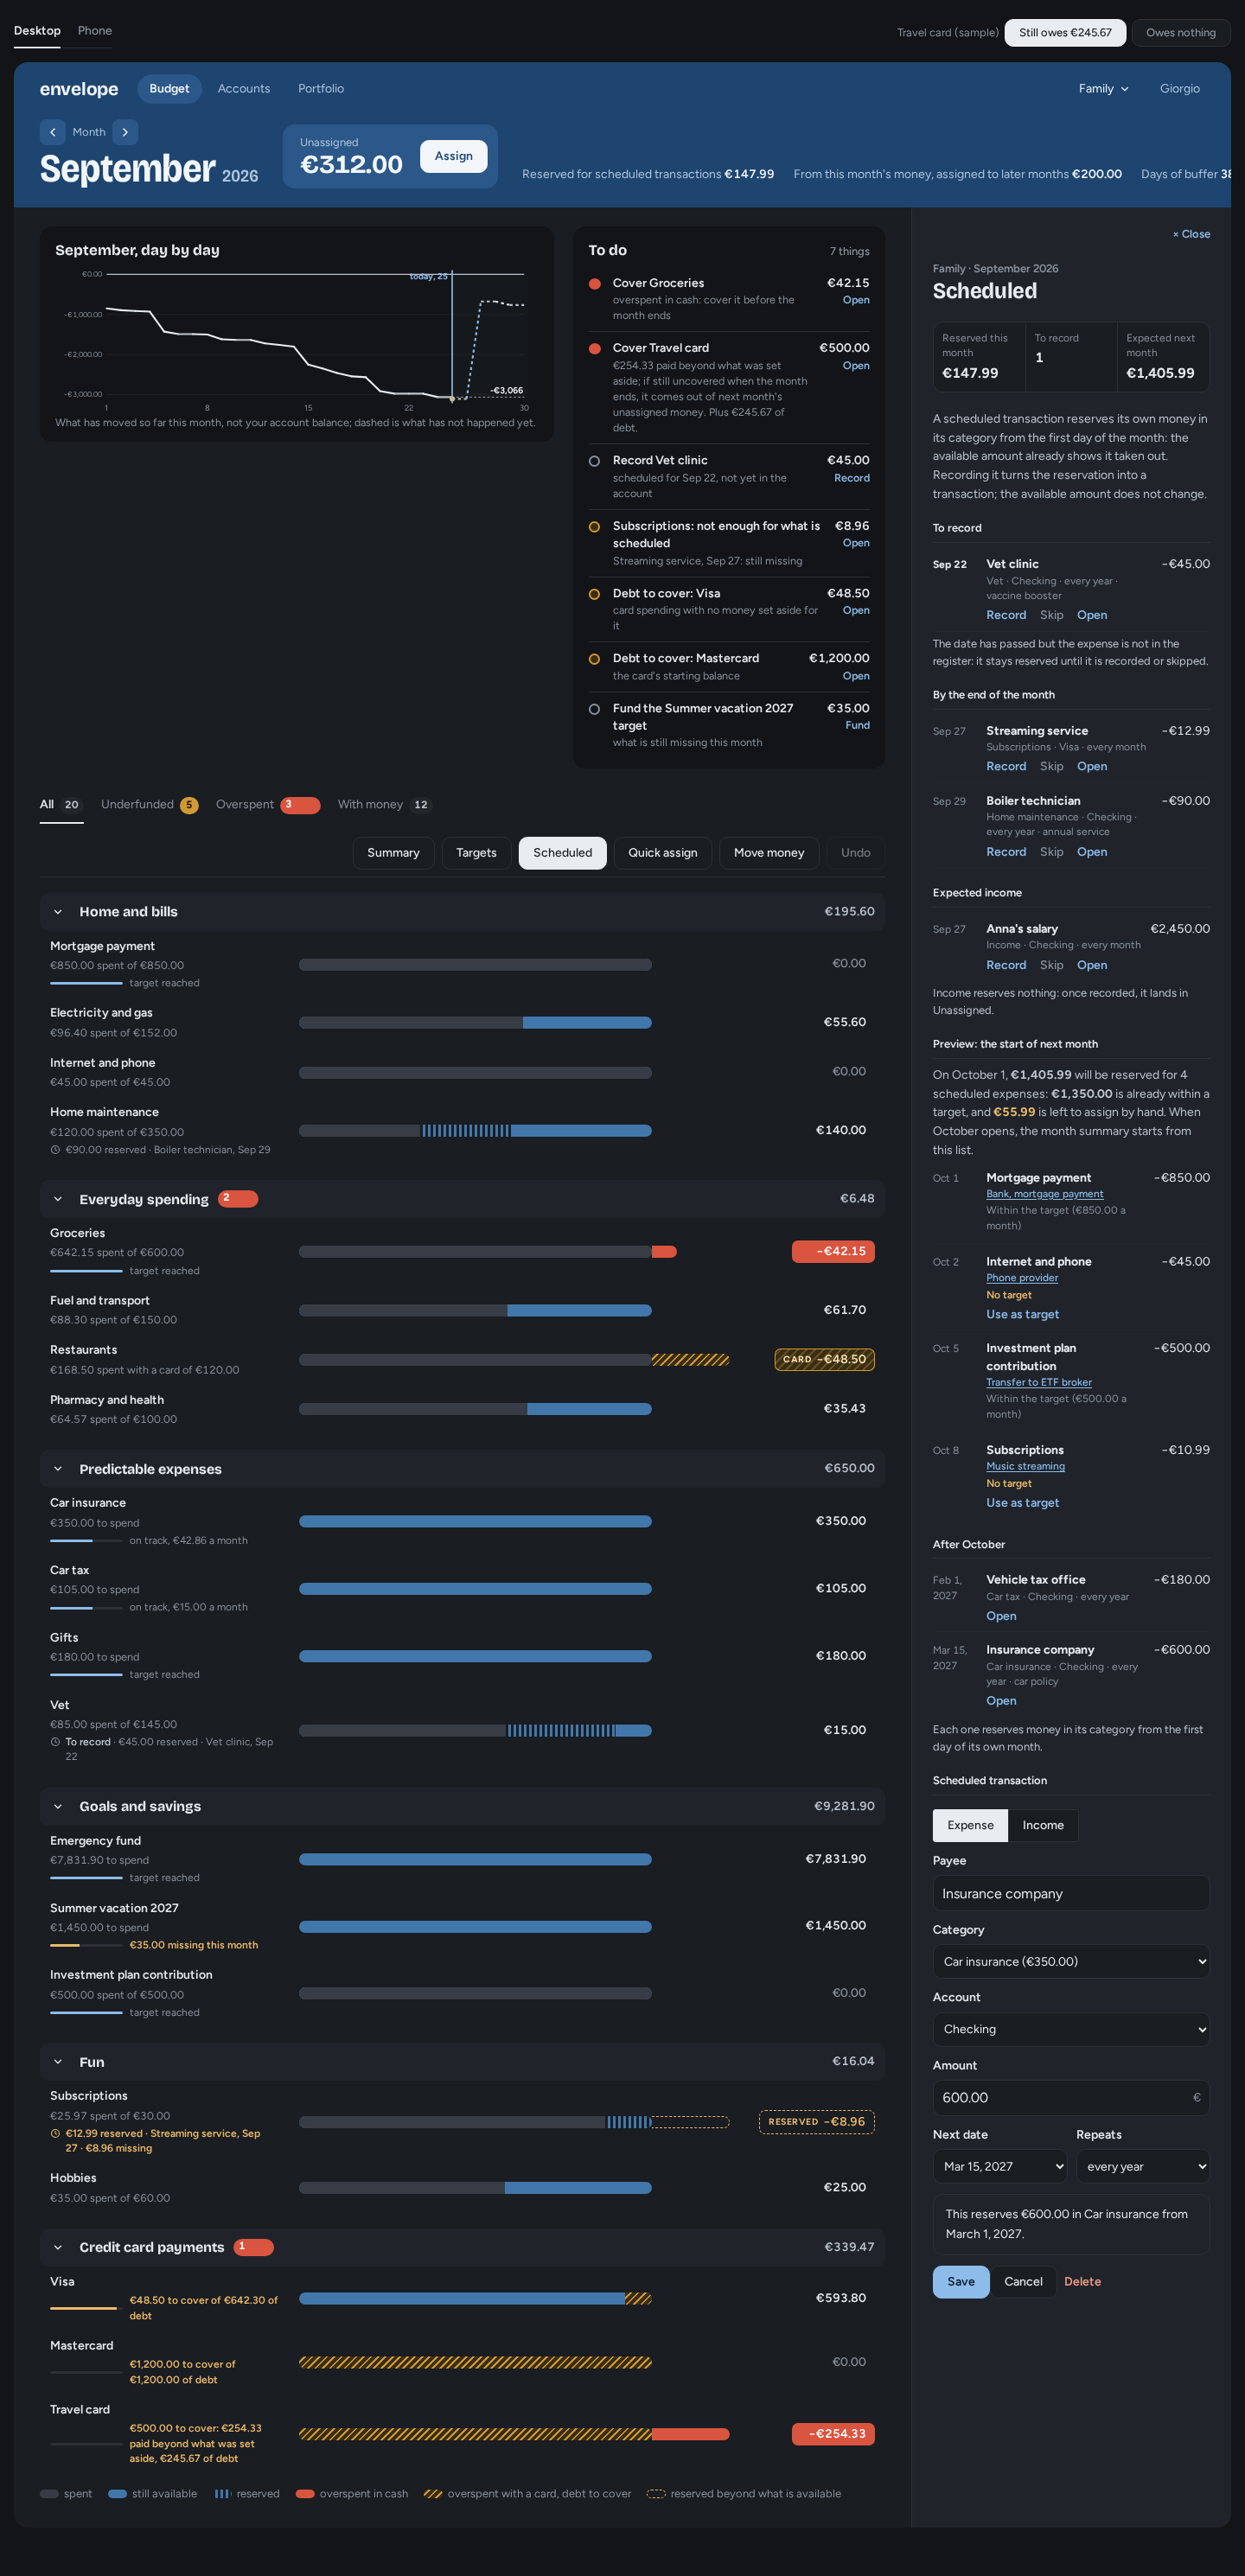 Desktop
Phone
Travel card (sample)
Still owes €245.67
Owes nothing
envelope
Budget
Accounts
Portfolio
Family
Giorgio
Month
September 2026
Unassigned
€312.00
Assign
Reserved for scheduled transactions €147.99
From this month's money, assigned to later months €200.00
Days of buffer 38
September, day by day
€0.00
-€1,000.00
-€2,000.00
-€3,000.00
today, 25
-€3,066
1
8
15
22
30
What has moved so far this month, not your account balance; dashed is what has not happened yet.
To do
7 things
Cover Groceries
€42.15
overspent in cash: cover it before the
month ends
Open
Cover Travel card
€500.00
€254.33 paid beyond what was set
aside; if still uncovered when the month
ends, it comes out of next month's
unassigned money. Plus €245.67 of
debt.
Open
Record Vet clinic
€45.00
scheduled for Sep 22, not yet in the
account
Record
Subscriptions: not enough for what is
scheduled
€8.96
Streaming service, Sep 27: still missing
Open
Debt to cover: Visa
€48.50
card spending with no money set aside for
it
Open
Debt to cover: Mastercard
€1,200.00
the card's starting balance
Open
Fund the Summer vacation 2027
target
€35.00
what is still missing this month
Fund
All 20
Underfunded 5
Overspent 3
With money 12
Summary
Targets
Scheduled
Quick assign
Move money
Undo
Home and bills
€195.60
Mortgage payment
€850.00 spent of €850.00
target reached
€0.00
Electricity and gas
€96.40 spent of €152.00
€55.60
Internet and phone
€45.00 spent of €45.00
€0.00
Home maintenance
€120.00 spent of €350.00
€90.00 reserved · Boiler technician, Sep 29
€140.00
Everyday spending 2
€6.48
Groceries
€642.15 spent of €600.00
target reached
-€42.15
Fuel and transport
€88.30 spent of €150.00
€61.70
Restaurants
€168.50 spent with a card of €120.00
CARD -€48.50
Pharmacy and health
€64.57 spent of €100.00
€35.43
Predictable expenses
€650.00
Car insurance
€350.00 to spend
on track, €42.86 a month
€350.00
Car tax
€105.00 to spend
on track, €15.00 a month
€105.00
Gifts
€180.00 to spend
target reached
€180.00
Vet
€85.00 spent of €145.00
To record · €45.00 reserved · Vet clinic, Sep
22
€15.00
Goals and savings
€9,281.90
Emergency fund
€7,831.90 to spend
target reached
€7,831.90
Summer vacation 2027
€1,450.00 to spend
€35.00 missing this month
€1,450.00
Investment plan contribution
€500.00 spent of €500.00
target reached
€0.00
Fun
€16.04
Subscriptions
€25.97 spent of €30.00
€12.99 reserved · Streaming service, Sep
27 · €8.96 missing
RESERVED -€8.96
Hobbies
€35.00 spent of €60.00
€25.00
Credit card payments 1
€339.47
Visa
€48.50 to cover of €642.30 of
debt
€593.80
Mastercard
€1,200.00 to cover of
€1,200.00 of debt
€0.00
Travel card
€500.00 to cover: €254.33
paid beyond what was set
aside, €245.67 of debt
-€254.33
spent
still available
reserved
overspent in cash
overspent with a card, debt to cover
reserved beyond what is available
× Close
Family · September 2026
Scheduled
Reserved this
month
€147.99
To record
1
Expected next
month
€1,405.99
A scheduled transaction reserves its own money in
its category from the first day of the month: the
available amount already shows it taken out.
Recording it turns the reservation into a
transaction; the available amount does not change.
To record
Sep 22
Vet clinic
-€45.00
Vet · Checking · every year ·
vaccine booster
Record
Skip
Open
The date has passed but the expense is not in the
register: it stays reserved until it is recorded or skipped.
By the end of the month
Sep 27
Streaming service
-€12.99
Subscriptions · Visa · every month
Record
Skip
Open
Sep 29
Boiler technician
-€90.00
Home maintenance · Checking ·
every year · annual service
Record
Skip
Open
Expected income
Sep 27
Anna's salary
€2,450.00
Income · Checking · every month
Record
Skip
Open
Income reserves nothing: once recorded, it lands in
Unassigned.
Preview: the start of next month
On October 1, €1,405.99 will be reserved for 4
scheduled expenses: €1,350.00 is already within a
target, and €55.99 is left to assign by hand. When
October opens, the month summary starts from
this list.
Oct 1
Mortgage payment
-€850.00
Bank, mortgage payment
Within the target (€850.00 a
month)
Oct 2
Internet and phone
-€45.00
Phone provider
No target
Use as target
Oct 5
Investment plan
contribution
-€500.00
Transfer to ETF broker
Within the target (€500.00 a
month)
Oct 8
Subscriptions
-€10.99
Music streaming
No target
Use as target
After October
Feb 1,
2027
Vehicle tax office
-€180.00
Car tax · Checking · every year
Open
Mar 15,
2027
Insurance company
-€600.00
Car insurance · Checking · every
year · car policy
Open
Each one reserves money in its category from the first
day of its own month.
Scheduled transaction
Expense
Income
Payee
Insurance company
Category
Car insurance (€350.00)
Account
Checking
Amount
600.00
€
Next date
Repeats
Mar 15, 2027
every year
This reserves €600.00 in Car insurance from
March 1, 2027.
Save
Cancel
Delete